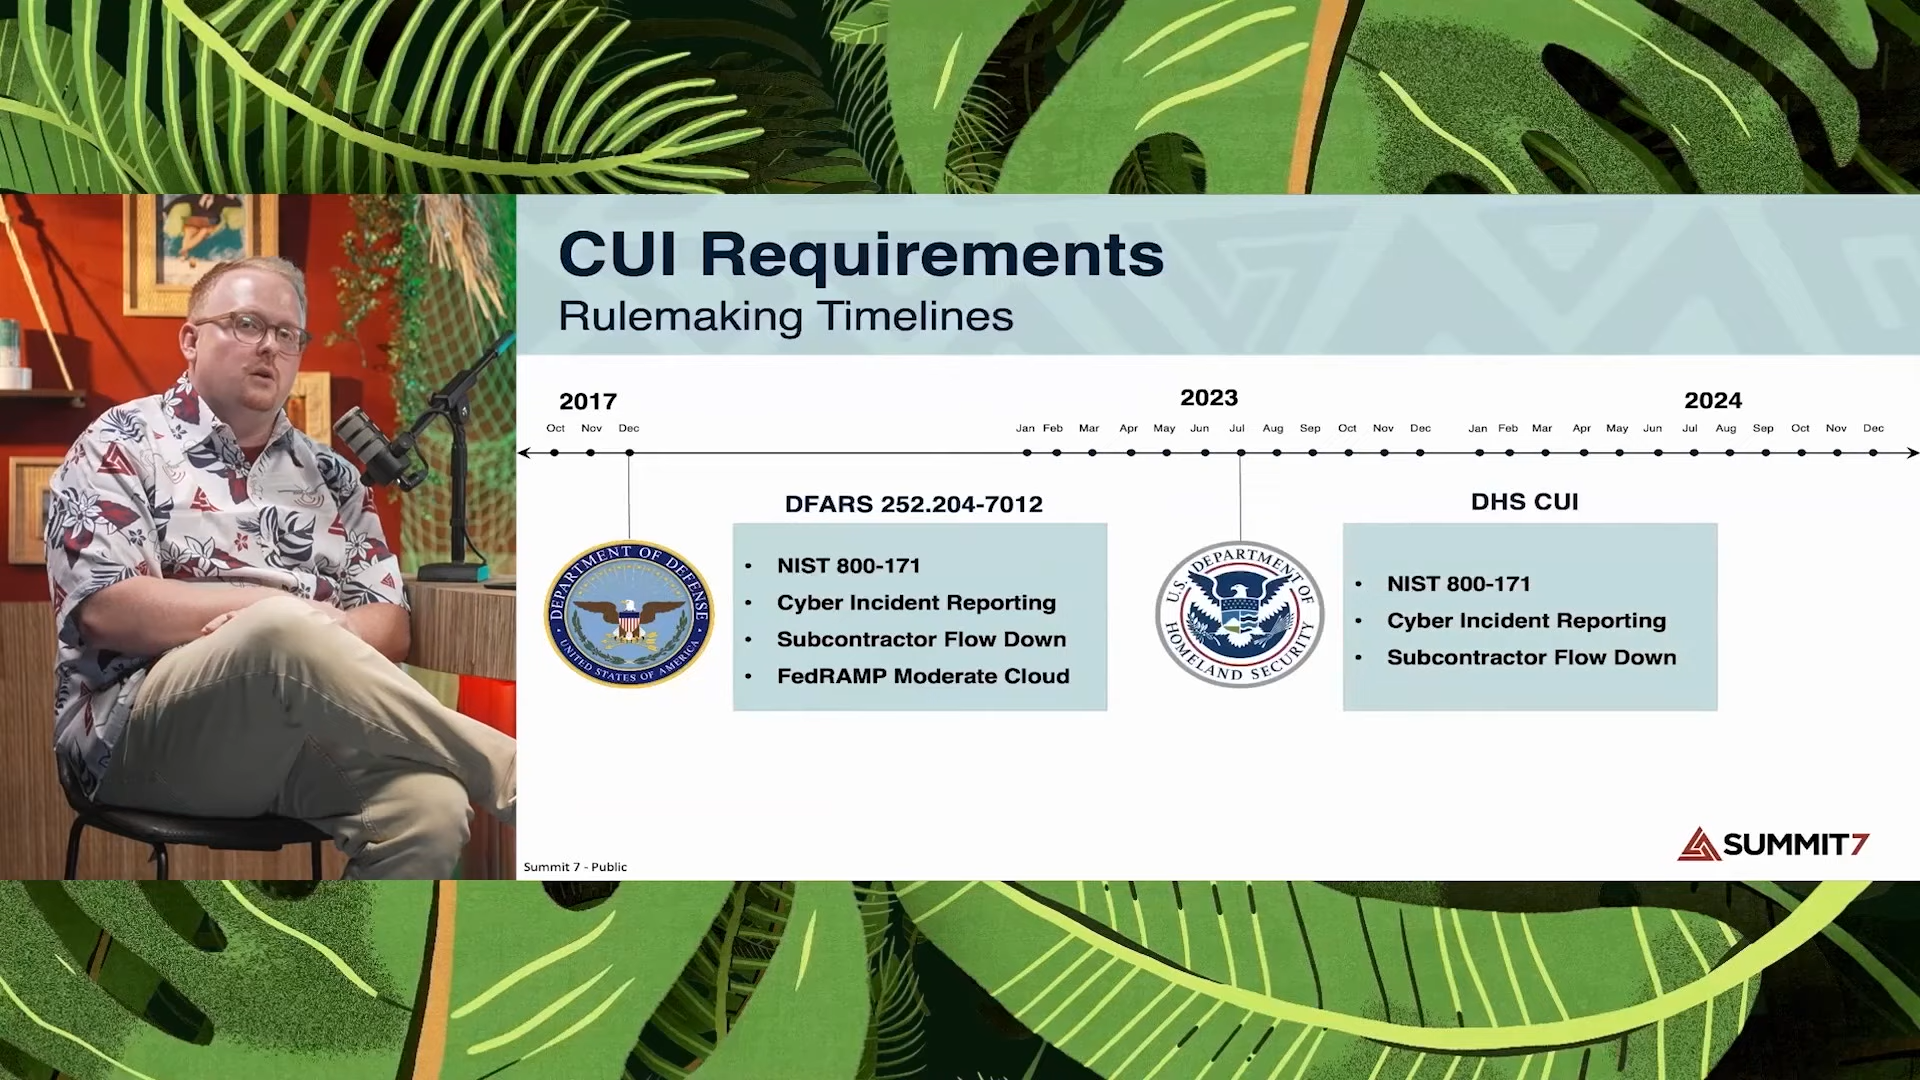 CUI Requirements
Rulemaking Timelines
2017
2023
2024
Oct Nov Dec
Jan Feb Mar Apr May Jun Jul Aug Sep Oct Nov Dec
Jan Feb Mar Apr May Jun Jul Aug Sep Oct Nov Dec
DEPARTMENT OF DEFENSE
UNITED STATES OF AMERICA
DFARS 252.204-7012
• NIST 800-171
• Cyber Incident Reporting
• Subcontractor Flow Down
• FedRAMP Moderate Cloud
U.S. DEPARTMENT OF
HOMELAND SECURITY
DHS CUI
• NIST 800-171
• Cyber Incident Reporting
• Subcontractor Flow Down
SUMMIT7
Summit 7 - Public